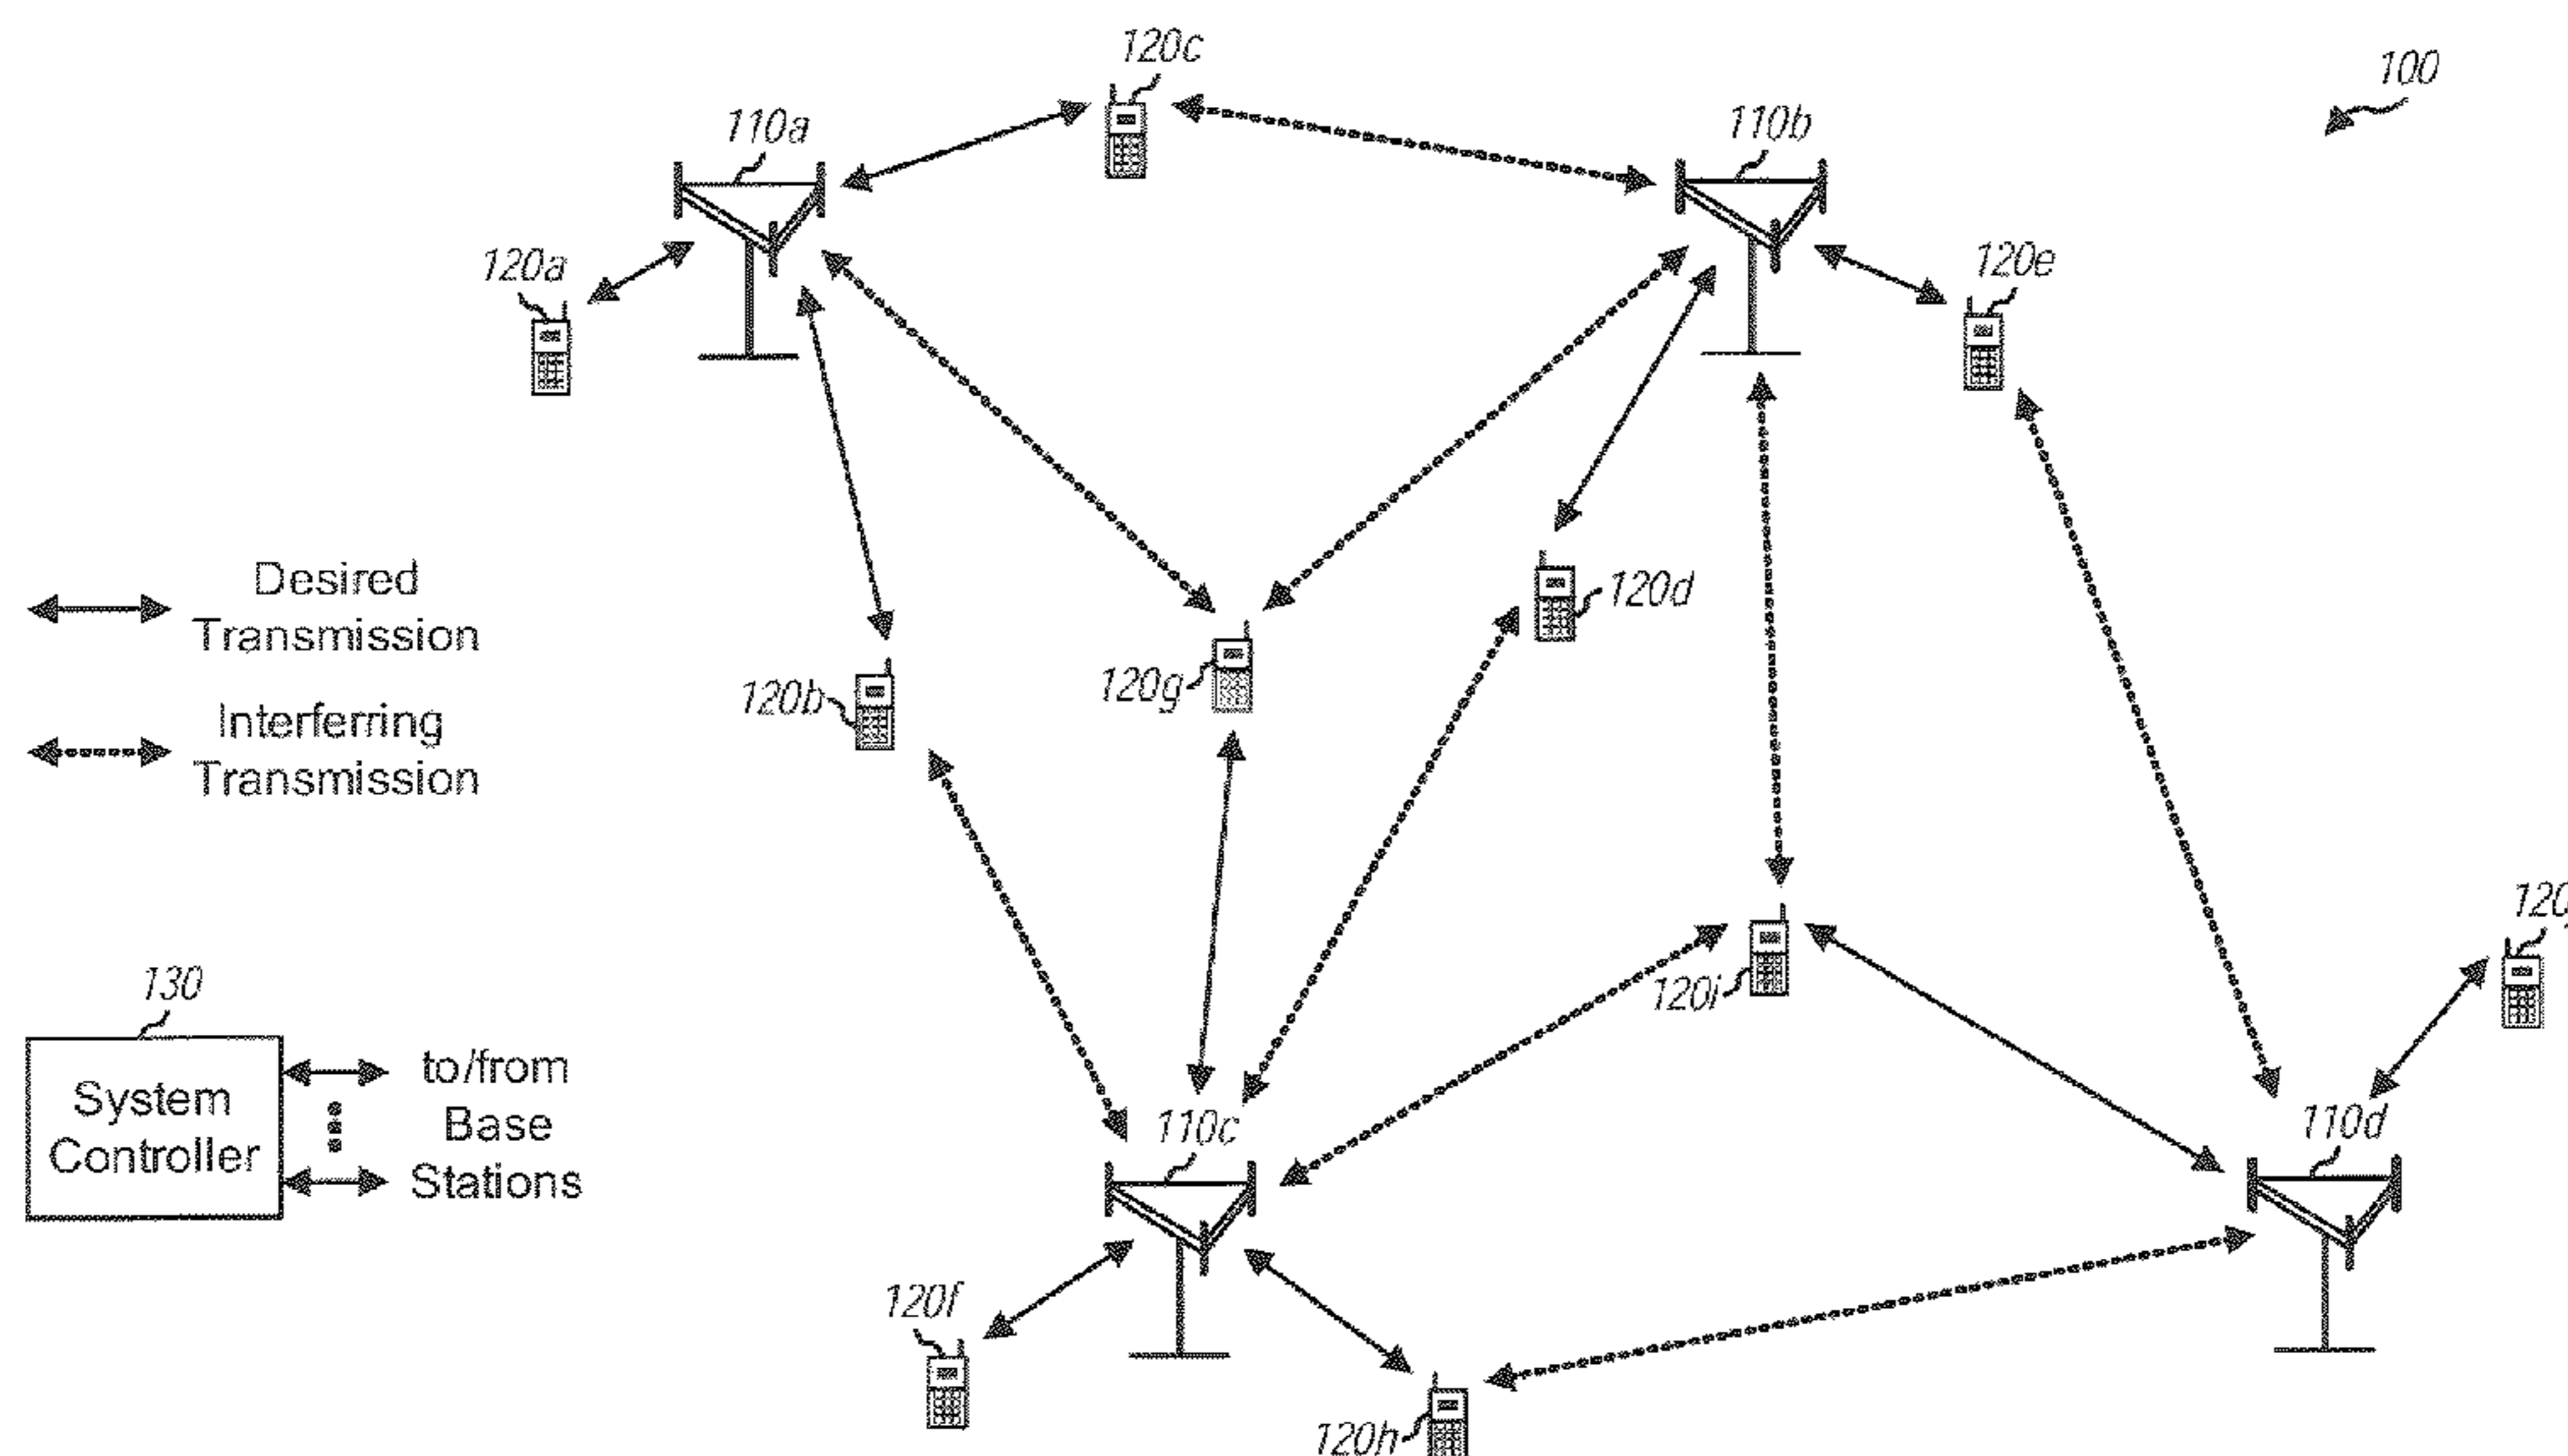 120c
100
110a
110b
120a
120e
Desired
Transmission
120d
120g
120b
Interferring
Transmission
120i
130
System
Controller
to/from
Base
Stations
110c
110d
120f
120h